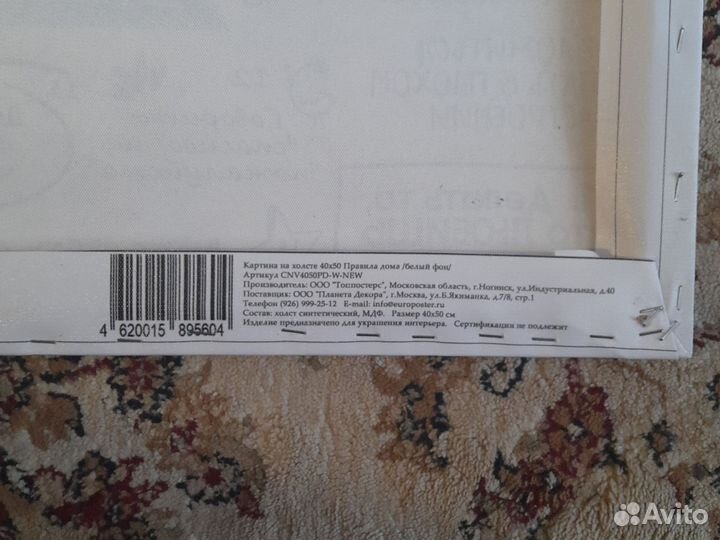 Картина на холсте 40х50 Правила дома /белый фон/
Артикул CNV4050PD-W-NEW
Производитель: ООО "Топпостерс", Московская область, г.Ногинск, ул.Индустриальная, д.40
Поставщик: ООО "Планета Декора", г.Москва, ул.Б.Якиманка, д.7/8, стр.1
Телефон (926) 999-25-12 E-mail: info@europoster.ru
Состав: холст синтетический, МДФ. Размер 40х50 см
Изделие предназначено для украшения интерьера. Сертификации не подлежит
4 620015 895604
Avito